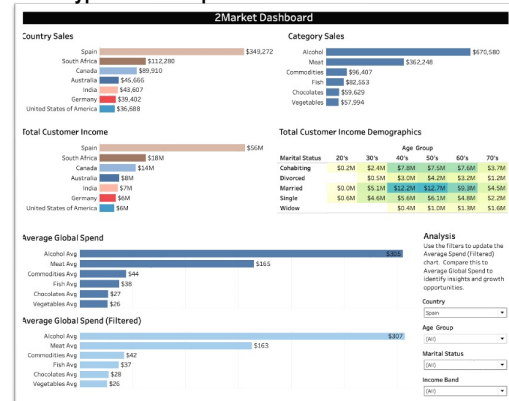 2Market Dashboard
Country Sales
Spain $349,272
South Africa $112,280
Canada $89,910
Australia $45,666
India $43,607
Germany $39,402
United States of America $36,688
Category Sales
Alcohol $670,580
Meat $362,248
Commodities $96,407
Fish $82,553
Chocolates $59,629
Vegetables $57,994
Total Customer Income
Spain $56M
South Africa $18M
Canada $14M
Australia $8M
India $7M
Germany $6M
United States of America $6M
Total Customer Income Demographics
Age Group
Marital Status 20's 30's 40's 50's 60's 70's
Cohabiting $0.2M $2.4M $7.8M $7.5M $7.6M $3.7M
Divorced $0.5M $3.0M $4.2M $3.2M $1.2M
Married $0.0M $5.1M $12.2M $12.7M $9.3M $4.5M
Single $0.6M $4.6M $5.6M $6.1M $4.8M $2.2M
Widow $0.4M $1.0M $1.3M $1.6M
Average Global Spend
Alcohol Avg $305
Meat Avg $165
Commodities Avg $44
Fish Avg $38
Chocolates Avg $27
Vegetables Avg $26
Average Global Spend (Filtered)
Alcohol Avg $307
Meat Avg $163
Commodities Avg $42
Fish Avg $37
Chocolates Avg $28
Vegetables Avg $26
Analysis
Use the filters to update the
Average Spend (Filtered)
chart. Compare this to
Average Global Spend to
identify insights and growth
opportunities.
Country
Spain
Age Group
(All)
Marital Status
(All)
Income Band
(All)